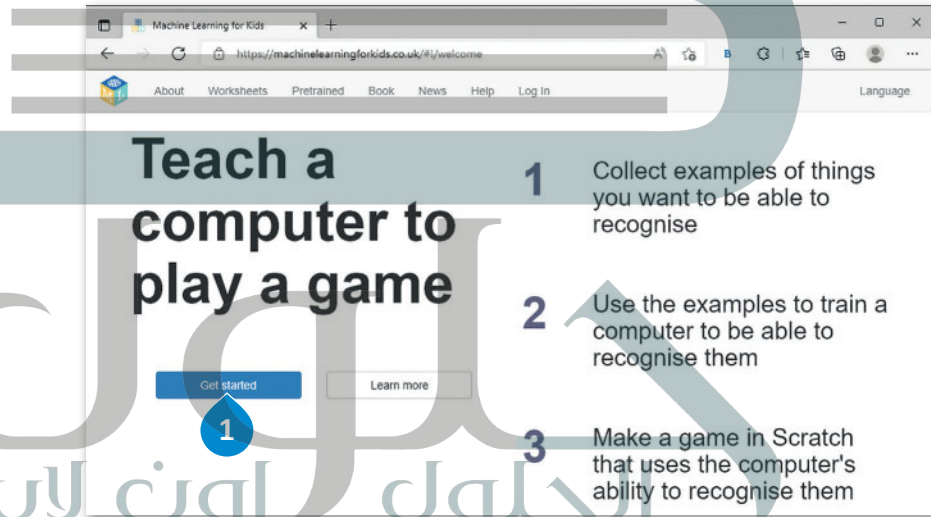 Machine Learning for Kids
https://machinelearningforkids.co.uk/#!/welcome
About Worksheets Pretrained Book News Help Log In Language
Teach a
computer to
play a game
Get started
Learn more
1
1
Collect examples of things
you want to be able to
recognise
2
Use the examples to train a
computer to be able to
recognise them
3
Make a game in Scratch
that uses the computer's
ability to recognise them
حلول